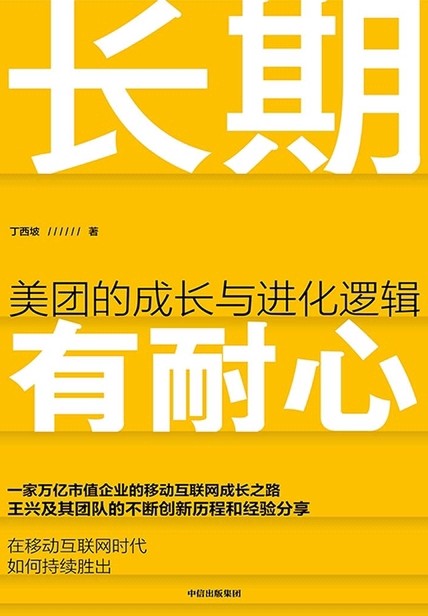 长期
丁西坡 ////// 著
美团的成长与进化逻辑
有耐心
一家万亿市值企业的移动互联网成长之路
王兴及其团队的不断创新历程和经验分享
在移动互联网时代
如何持续胜出
中信出版集团